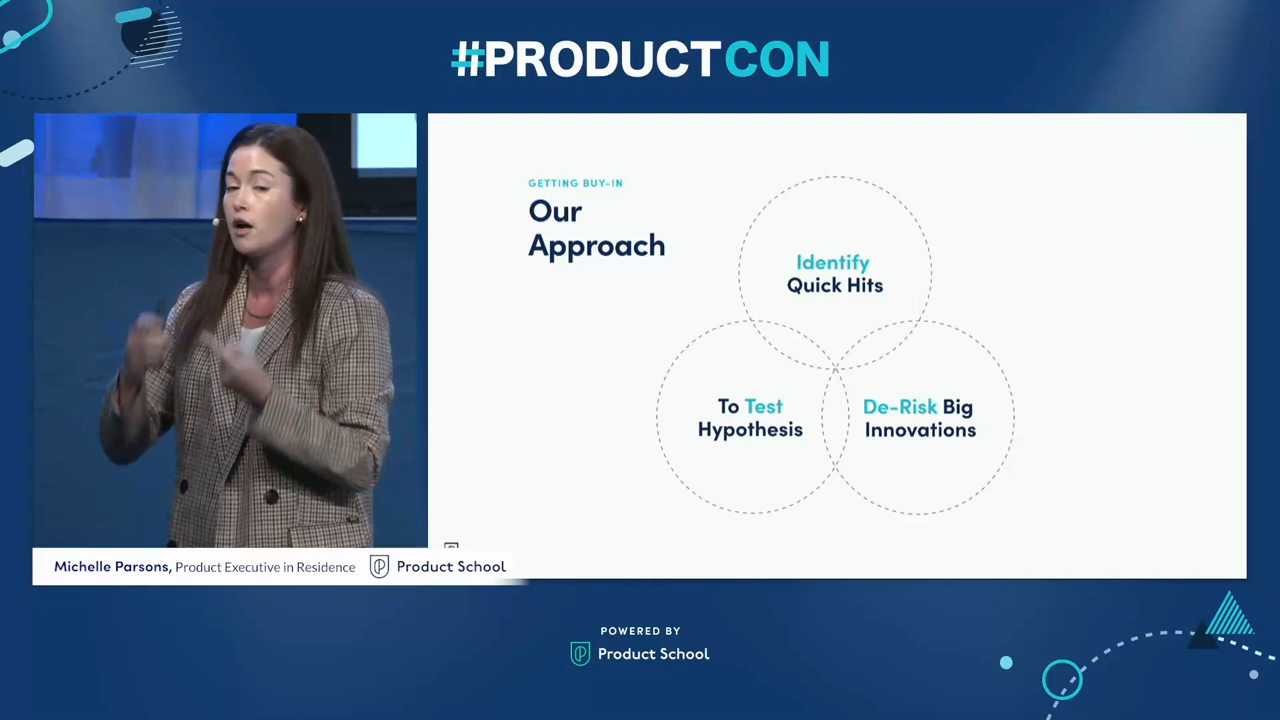 #PRODUCTCON
GETTING BUY-IN
Our
Approach
Identify
Quick Hits
To Test
Hypothesis
De-Risk Big
Innovations
Michelle Parsons, Product Executive in Residence
Product School
POWERED BY
Product School